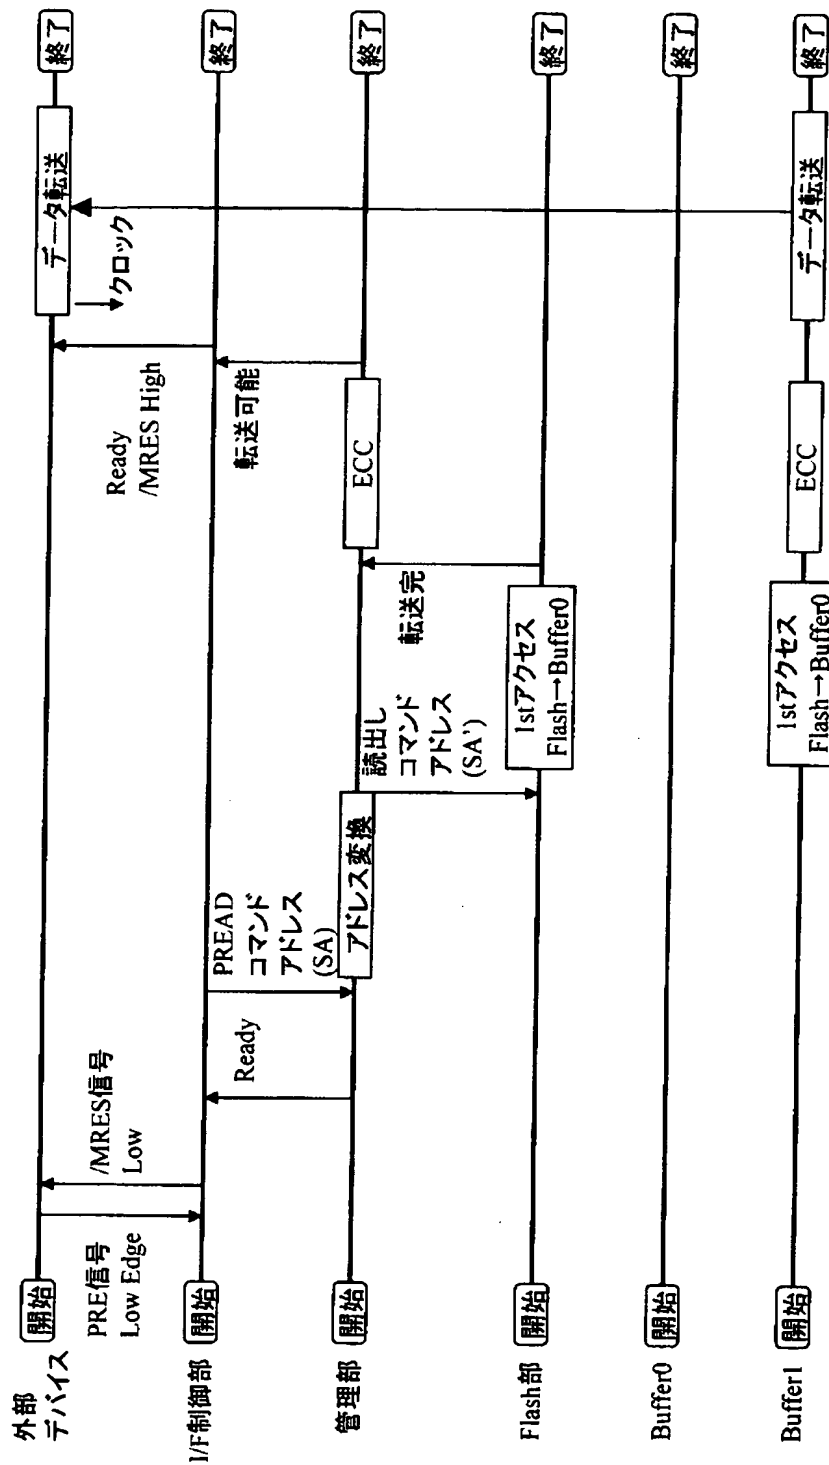 外部
デバイス
開始
PRE信号
Low Edge
/MRES信号
Low
Ready
/MRES High
クロック
データ転送
終了
I/F制御部
開始
Ready
PREAD
コマンド
アドレス
(SA)
転送可能
終了
管理部
開始
アドレス変換
読出し
コマンド
アドレス
(SA')
転送完
ECC
終了
Flash部
開始
1stアクセス
Flash→Buffer0
終了
Buffer0
開始
終了
Buffer1
開始
1stアクセス
Flash→Buffer0
ECC
データ転送
終了